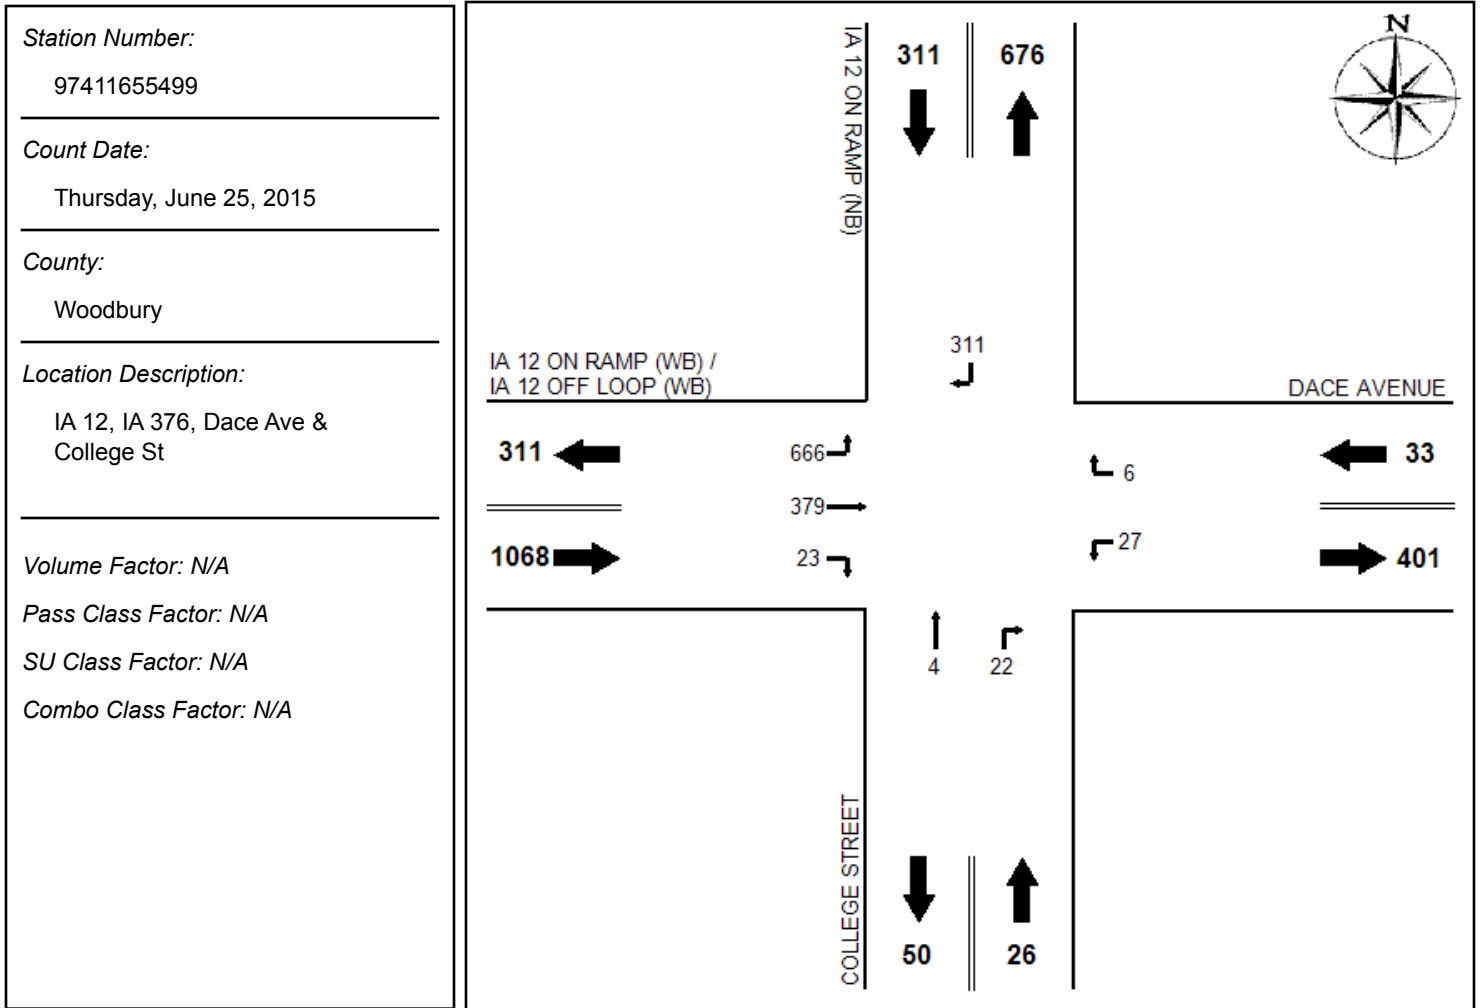 Station Number:
97411655499
Count Date:
Thursday, June 25, 2015
County:
Woodbury
Location Description:
IA 12, IA 376, Dace Ave &
College St
Volume Factor: N/A
Pass Class Factor: N/A
SU Class Factor: N/A
Combo Class Factor: N/A
N
IA 12 ON RAMP (NB)
311
676
311
IA 12 ON RAMP (WB) /
IA 12 OFF LOOP (WB)
DACE AVENUE
311
666
6
33
379
1068
23
27
401
4
22
COLLEGE STREET
50
26